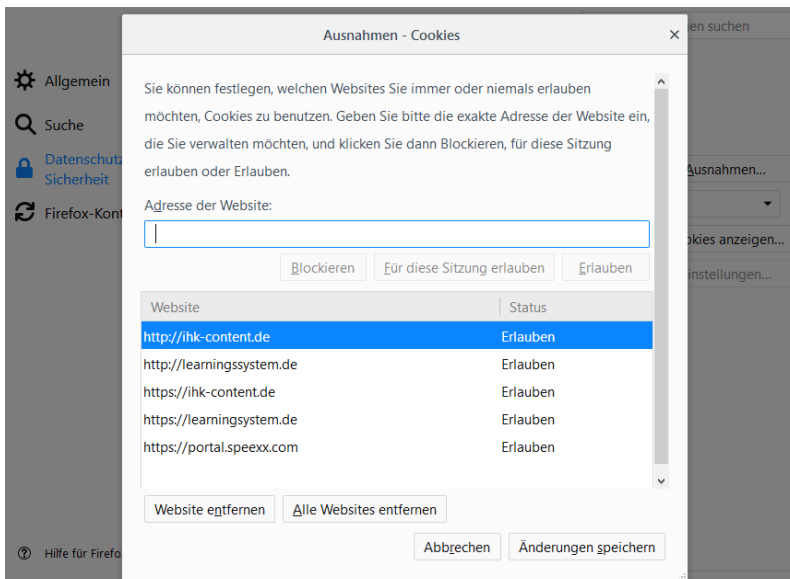 Ausnahmen - Cookies
en suchen
Allgemein
Suche
Datenschutz
Sicherheit
Firefox-Kont
Sie können festlegen, welchen Websites Sie immer oder niemals erlauben
möchten, Cookies zu benutzen. Geben Sie bitte die exakte Adresse der Website ein,
die Sie verwalten möchten, und klicken Sie dann Blockieren, für diese Sitzung
erlauben oder Erlauben.
Ausnahmen...
Adresse der Website:
okies anzeigen...
Blockieren Für diese Sitzung erlauben Erlauben
instellungen...
Website Status
http://ihk-content.de Erlauben
http://learningssystem.de Erlauben
https://ihk-content.de Erlauben
https://learningsystem.de Erlauben
https://portal.speexx.com Erlauben
Website entfernen Alle Websites entfernen
Abbrechen Änderungen speichern
Hilfe für Firefo